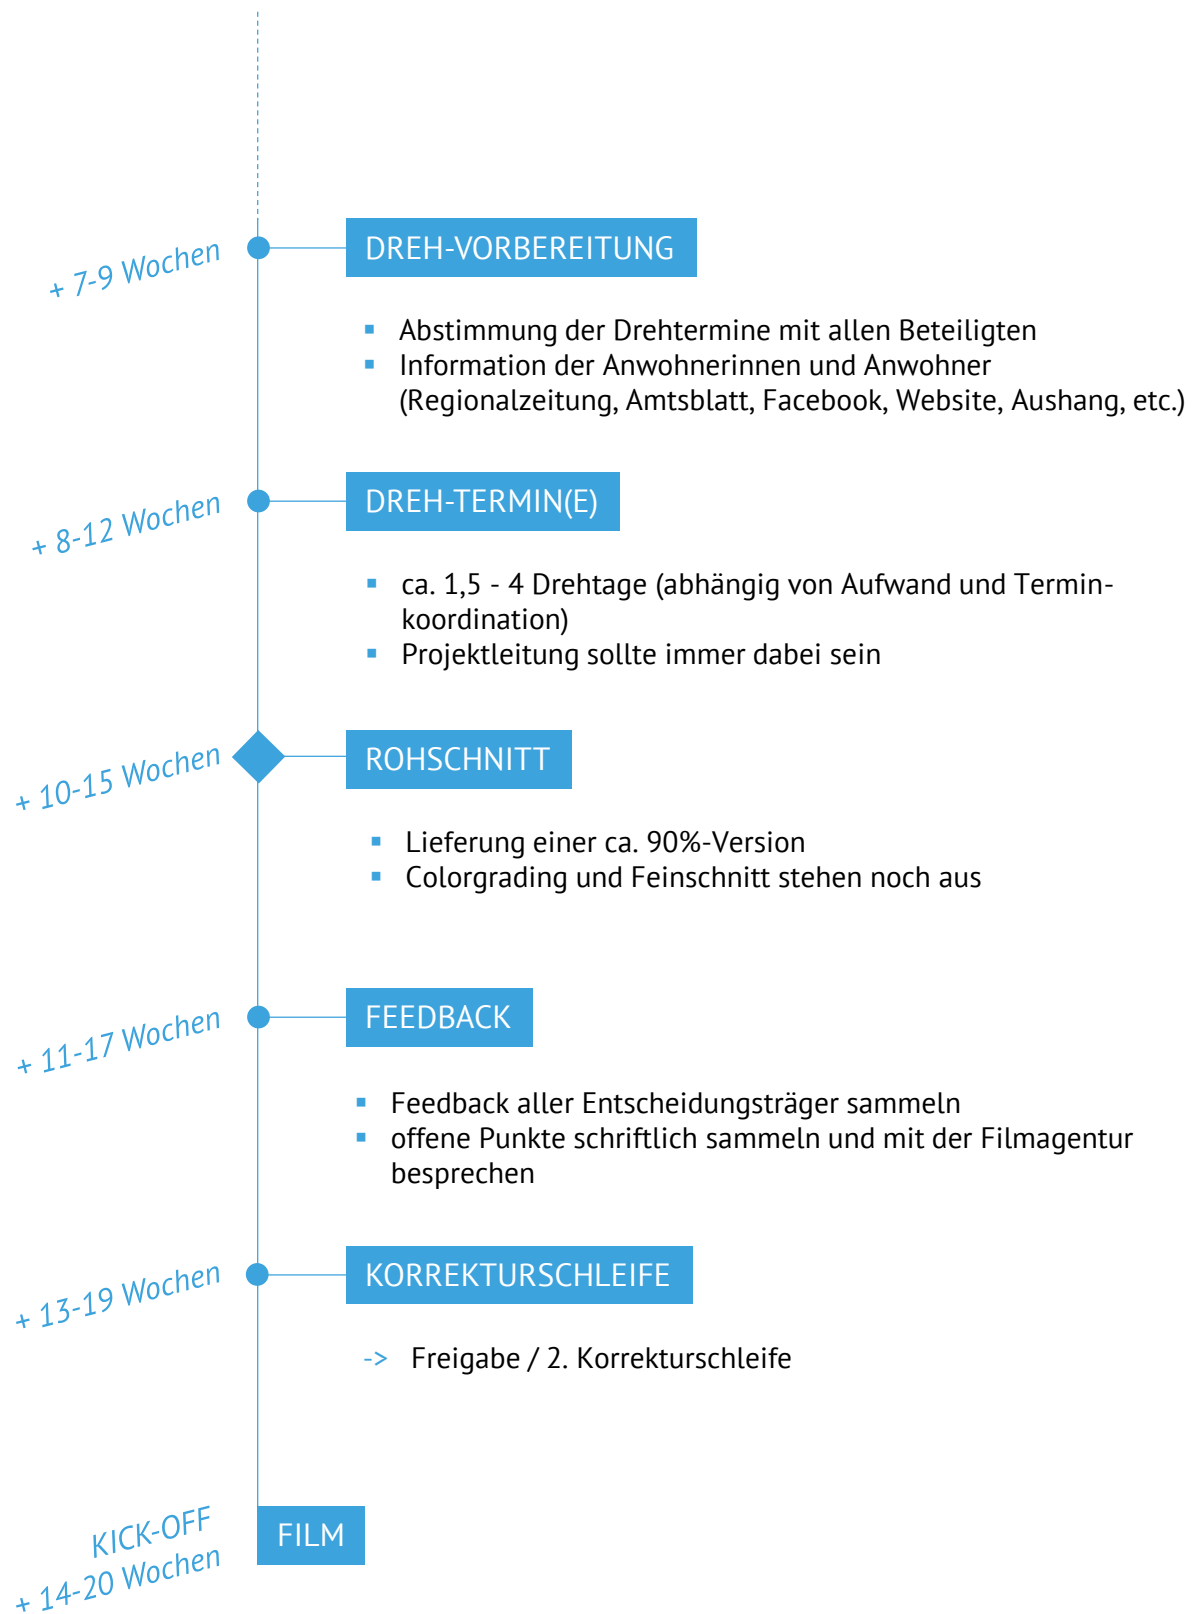 + 7-9 Wochen
DREH-VORBEREITUNG
▪ Abstimmung der Drehtermine mit allen Beteiligten
▪ Information der Anwohnerinnen und Anwohner
(Regionalzeitung, Amtsblatt, Facebook, Website, Aushang, etc.)
+ 8-12 Wochen
DREH-TERMIN(E)
▪ ca. 1,5 - 4 Drehtage (abhängig von Aufwand und Termin-
koordination)
▪ Projektleitung sollte immer dabei sein
+ 10-15 Wochen
ROHSCHNITT
▪ Lieferung einer ca. 90%-Version
▪ Colorgrading und Feinschnitt stehen noch aus
+ 11-17 Wochen
FEEDBACK
▪ Feedback aller Entscheidungsträger sammeln
▪ offene Punkte schriftlich sammeln und mit der Filmagentur
besprechen
+ 13-19 Wochen
KORREKTURSCHLEIFE
-> Freigabe / 2. Korrekturschleife
KICK-OFF
+ 14-20 Wochen
FILM